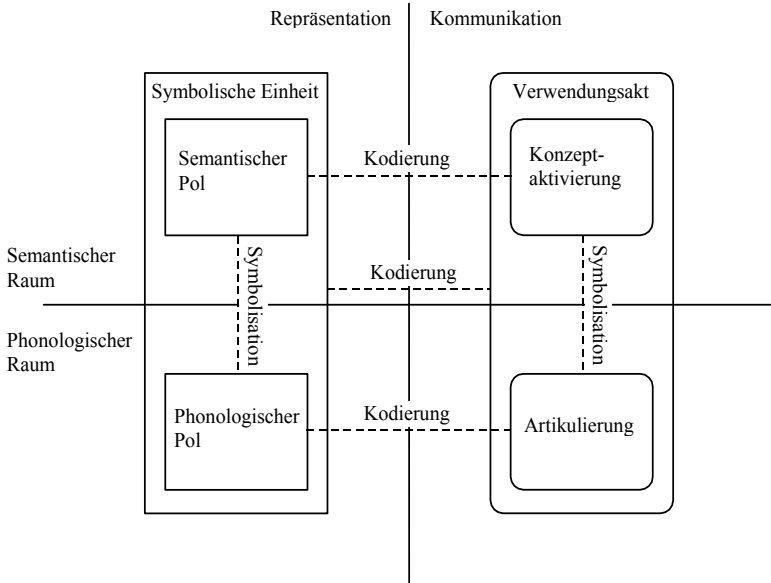 Repräsentation
Kommunikation
Symbolische Einheit
Verwendungsakt
Semantischer
Pol
Kodierung
Konzept-
aktivierung
Semantischer
Raum
Symbolisation
Kodierung
Symbolisation
Phonologischer
Raum
Phonologischer
Pol
Kodierung
Artikulierung